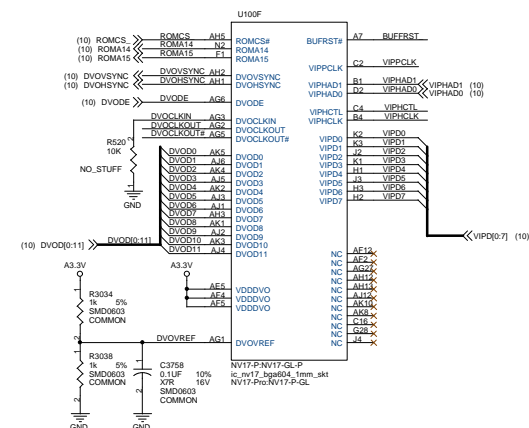 U100F
(10) ROMCS_ ROMCS_ AH5 ROMCS# BUFRST# A7 BUFFRST
(10) ROMA14 ROMA14 N2 ROMA14
(10) ROMA15 ROMA15 F1 ROMA15
VIPPCLK C2 VIPPCLK
(10) DVOVSYNC DVOVSYNC AH2 DVOVSYNC VIPHAD1 B1 VIPHAD1 VIPHAD1 (10)
(10) DVOHSYNC DVOHSYNC AH1 DVOHSYNC VIPHAD0 D2 VIPHAD0 VIPHAD0 (10)
(10) DVODE DVODE AG6 DVODE VIPHCTL C4 VIPHCTL
VIPHCLK B4 VIPHCLK
DVOCLKIN AG3 DVOCLKIN
DVOCLKOUT AG2 DVOCLKOUT
DVOCLKOUT# AG5 DVOCLKOUT#
R520
10K
NO_STUFF
GND
VIPD0 K2 VIPD0
VIPD1 K3 VIPD1
VIPD2 J2 VIPD2
VIPD3 K1 VIPD3
VIPD4 H1 VIPD4
VIPD5 J3 VIPD5
VIPD6 H3 VIPD6
VIPD7 H2 VIPD7
VIPD[0:7] (10)
DVOD0 AK5 DVOD0
DVOD1 AJ6 DVOD1
DVOD2 AK4 DVOD2
DVOD3 AJ5 DVOD3
DVOD4 AK2 DVOD4
DVOD5 AJ3 DVOD5
DVOD6 AJ1 DVOD6
DVOD7 AH3 DVOD7
DVOD8 AK1 DVOD8
DVOD9 AJ2 DVOD9
DVOD10 AK3 DVOD10
DVOD11 AJ4 DVOD11
(10) DVOD[0:11] DVOD[0:11]
NC AF12
NC AF2
NC AG27
NC AH12
NC AH13
NC AJ12
NC AK10
NC AK8
NC C16
NC G28
NC J4
A3.3V A3.3V
AE5 VDDDVO
AF4 VDDDVO
AF5 VDDDVO
R3034
1k 5%
SMD0603
COMMON
DVOVREF AG1 DVOVREF
R3038
1k 5%
SMD0603
COMMON
GND
C3758
0.1UF 10%
X7R 16V
SMD0603
COMMON
GND
NV17-P:NV17-GL-P
ic_nv17_bga604_1mm_skt
NV17-Pro:NV17-P-GL